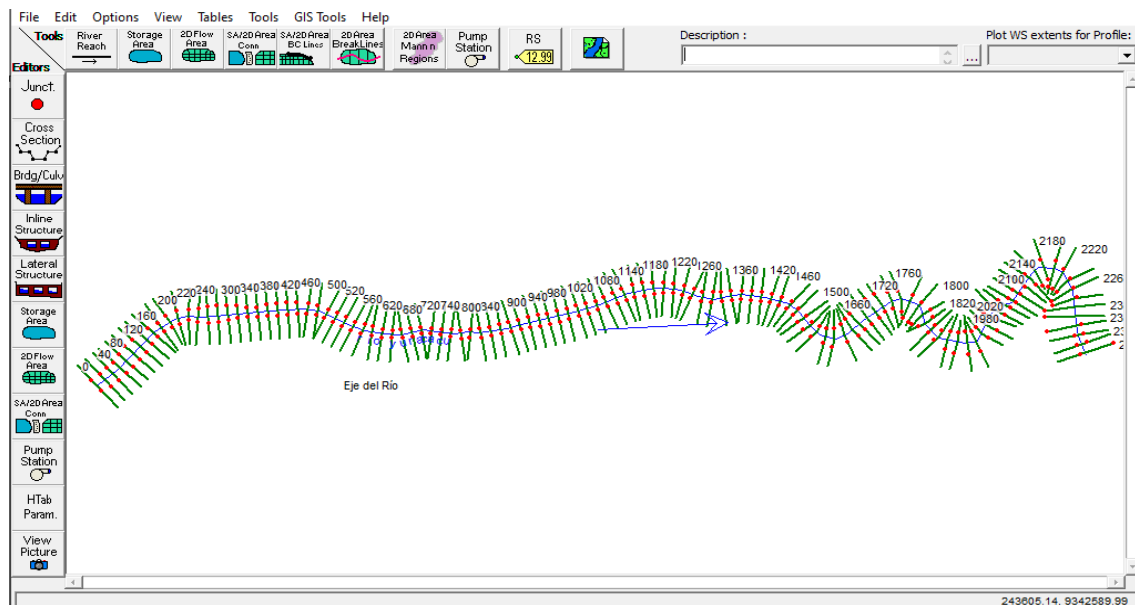 File Edit Options View Tables Tools GIS Tools Help
Tools
Editors
River Reach
Storage Area
2D Flow Area
SA/2D Area Conn
SA/2D Area BC Lines
2D Area BreakLines
2D Area Mann n Regions
Pump Station
RS
12.99
Description :
...
Plot WS extents for Profile:
Junct.
Cross Section
Brdg/Culv
Inline Structure
Lateral Structure
Storage Area
2D Flow Area
SA/2D Area Conn
Pump Station
HTab Param.
View Picture
0 40 80 120 160 200 220 240 300 340 380 420 460 500 520 560 620 680 720 740 800 840 900 940 980 1020 1080 1140 1180 1220 1260 1360 1420 1460 1500 1660 1720 1760 1800 1820 1980 2020 2100 2140 2180 2220
Eje del Río
243605.14, 9342589.99